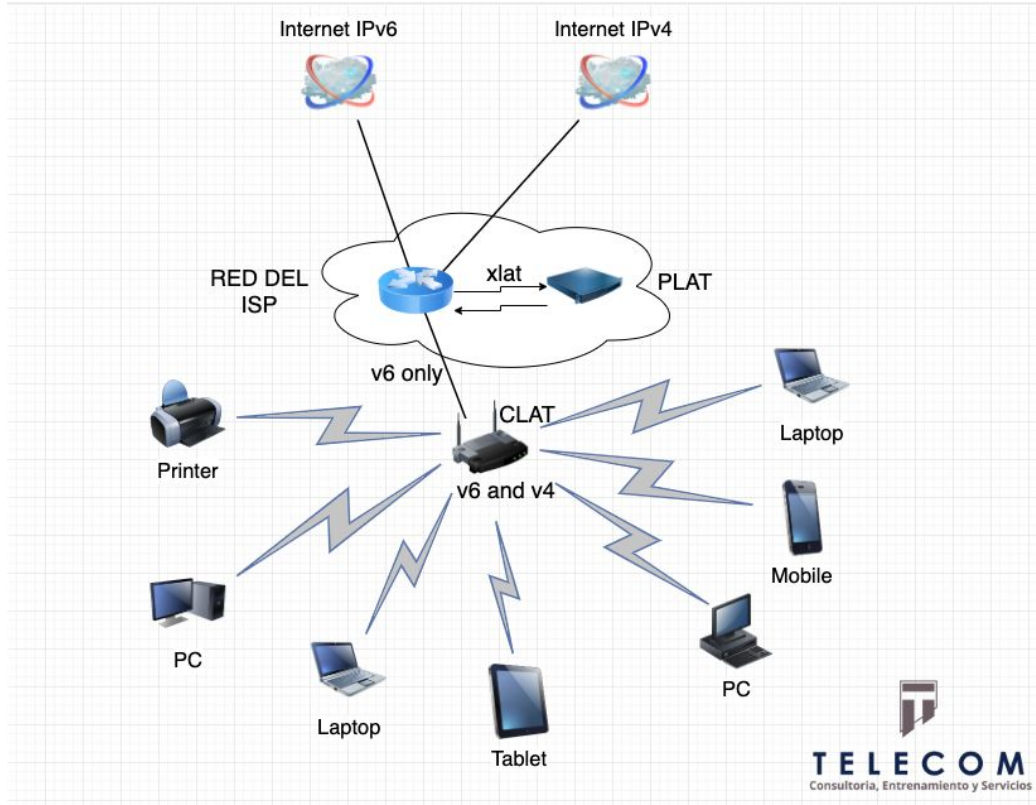 Internet IPv6
Internet IPv4
RED DEL
ISP
xlat
PLAT
v6 only
CLAT
v6 and v4
Printer
Laptop
Mobile
PC
PC
Laptop
Tablet
TELECOM
Consultoria, Entrenamiento y Servicios